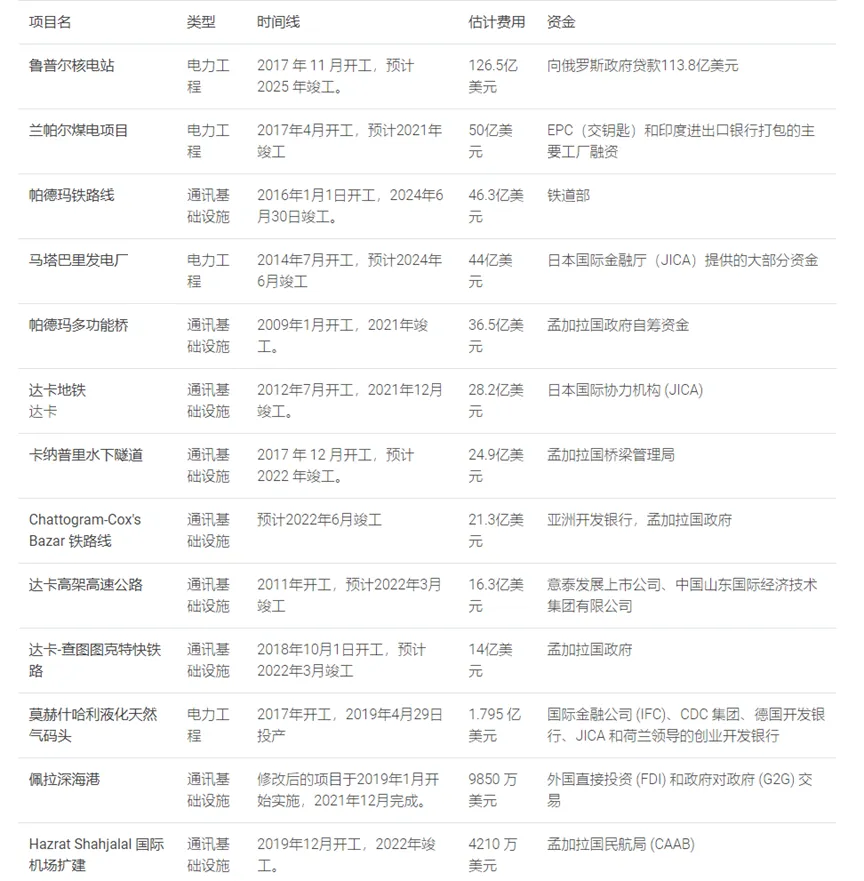 项目名 类型 时间线 估计费用 资金
鲁普尔核电站 电力工 2017 年 11 月开工，预计 126.5亿 向俄罗斯政府贷款113.8亿美元
程 2025 年竣工。 美元
兰帕尔煤电项目 电力工 2017年4月开工，预计2021年 50亿美 EPC（交钥匙）和印度进出口银行打包的主
程 竣工 元 要工厂融资
帕德玛铁路线 通讯基 2016年1月1日开工，2024年6 46.3亿美 铁道部
础设施 月30日竣工。 元
马塔巴里发电厂 电力工 2014年7月开工，预计2024年 44亿美 日本国际金融厅（JICA）提供的大部分资金
程 6月竣工 元
帕德玛多功能桥 通讯基 2009年1月开工，2021年竣 36.5亿美 孟加拉国政府自筹资金
础设施 工。 元
达卡地铁 通讯基 2012年7月开工，2021年12月 28.2亿美 日本国际协力机构 (JICA)
达卡 础设施 竣工。 元
卡纳普里水下隧道 通讯基 2017 年 12 月开工，预计 24.9亿美 孟加拉国桥梁管理局
础设施 2022 年竣工。 元
Chattogram-Cox's 通讯基 预计2022年6月竣工 21.3亿美 亚洲开发银行，孟加拉国政府
Bazar 铁路线 础设施 元
达卡高架高速公路 通讯基 2011年开工，预计2022年3月 16.3亿美 意泰发展上市公司、中国山东国际经济技术
础设施 竣工 元 集团有限公司
达卡-查图图克特快铁 通讯基 2018年10月1日开工，预计 14亿美 孟加拉国政府
路 础设施 2022年3月竣工 元
莫赫什哈利液化天然 电力工 2017年开工，2019年4月29日 1.795 亿 国际金融公司 (IFC)、CDC 集团、德国开发银
气码头 程 投产 美元 行、JICA 和荷兰领导的创业开发银行
佩拉深海港 通讯基 修改后的项目于2019年1月开 9850 万 外国直接投资 (FDI) 和政府对政府 (G2G) 交
础设施 始实施，2021年12月完成。 美元 易
Hazrat Shahjalal 国际 通讯基 2019年12月开工，2022年竣 4210 万 孟加拉国民航局 (CAAB)
机场扩建 础设施 工。 美元